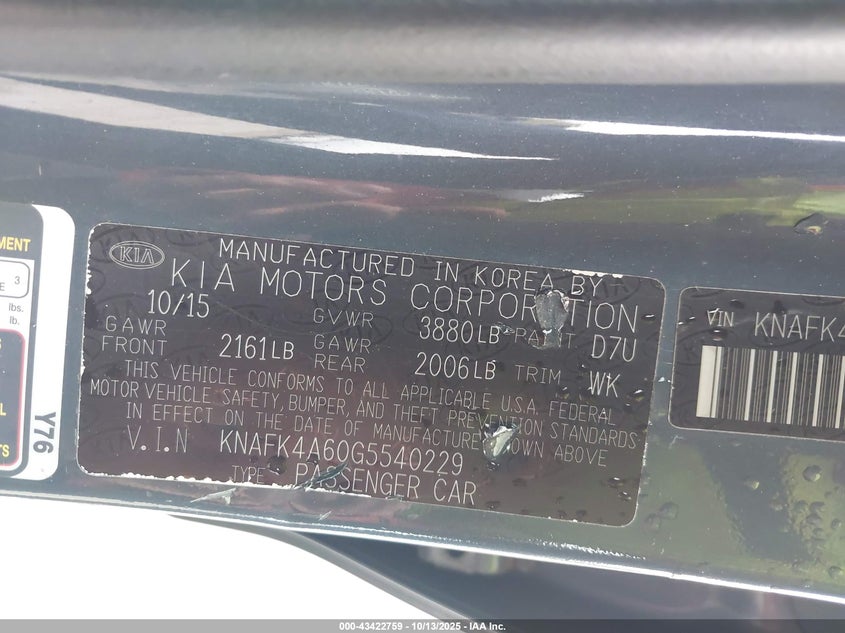 MENT
3
E
lbs.
lb.
S
AL
L
TS
Y76
KIA
MANUFACTURED IN KOREA BY
KIA MOTORS CORPORATION
10/15 GVWR 3880LB PAINT D7U
GAWR FRONT 2161LB GAWR REAR 2006LB TRIM WK
THIS VEHICLE CONFORMS TO ALL APPLICABLE U.S.A. FEDERAL
MOTOR VEHICLE SAFETY, BUMPER, AND THEFT PREVENTION STANDARDS
IN EFFECT ON THE DATE OF MANUFACTURE SHOWN ABOVE
V.I.N KNAFK4A60G5540229
TYPE PASSENGER CAR
VIN KNAFK4
000-43422759 - 10/13/2025 - IAA Inc.